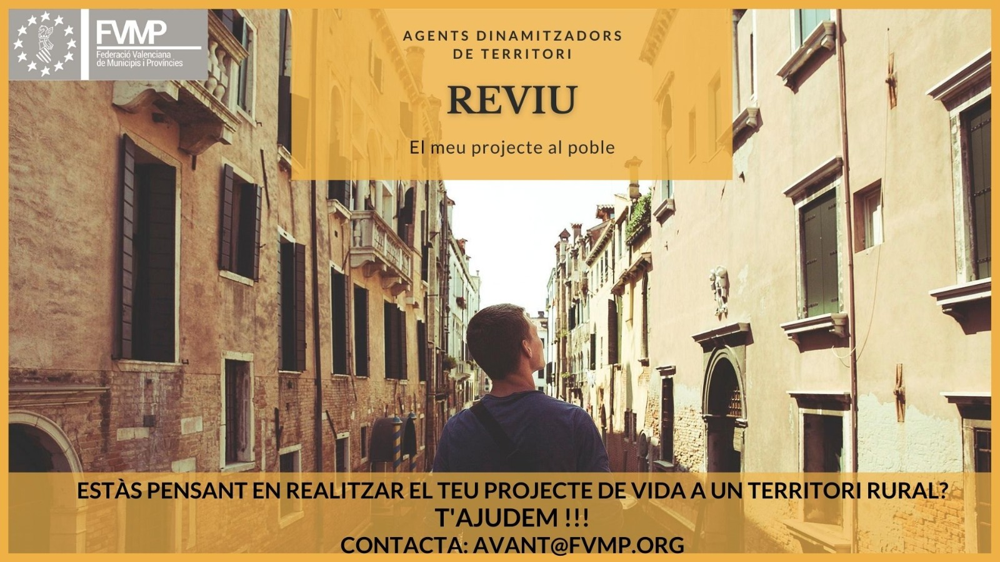 FVMP
Federació Valenciana
de Municipis i Províncies
AGENTS DINAMITZADORS
DE TERRITORI
REVIU
El meu projecte al poble
ESTÀS PENSANT EN REALITZAR EL TEU PROJECTE DE VIDA A UN TERRITORI RURAL?
T'AJUDEM !!!
CONTACTA: AVANT@FVMP.ORG